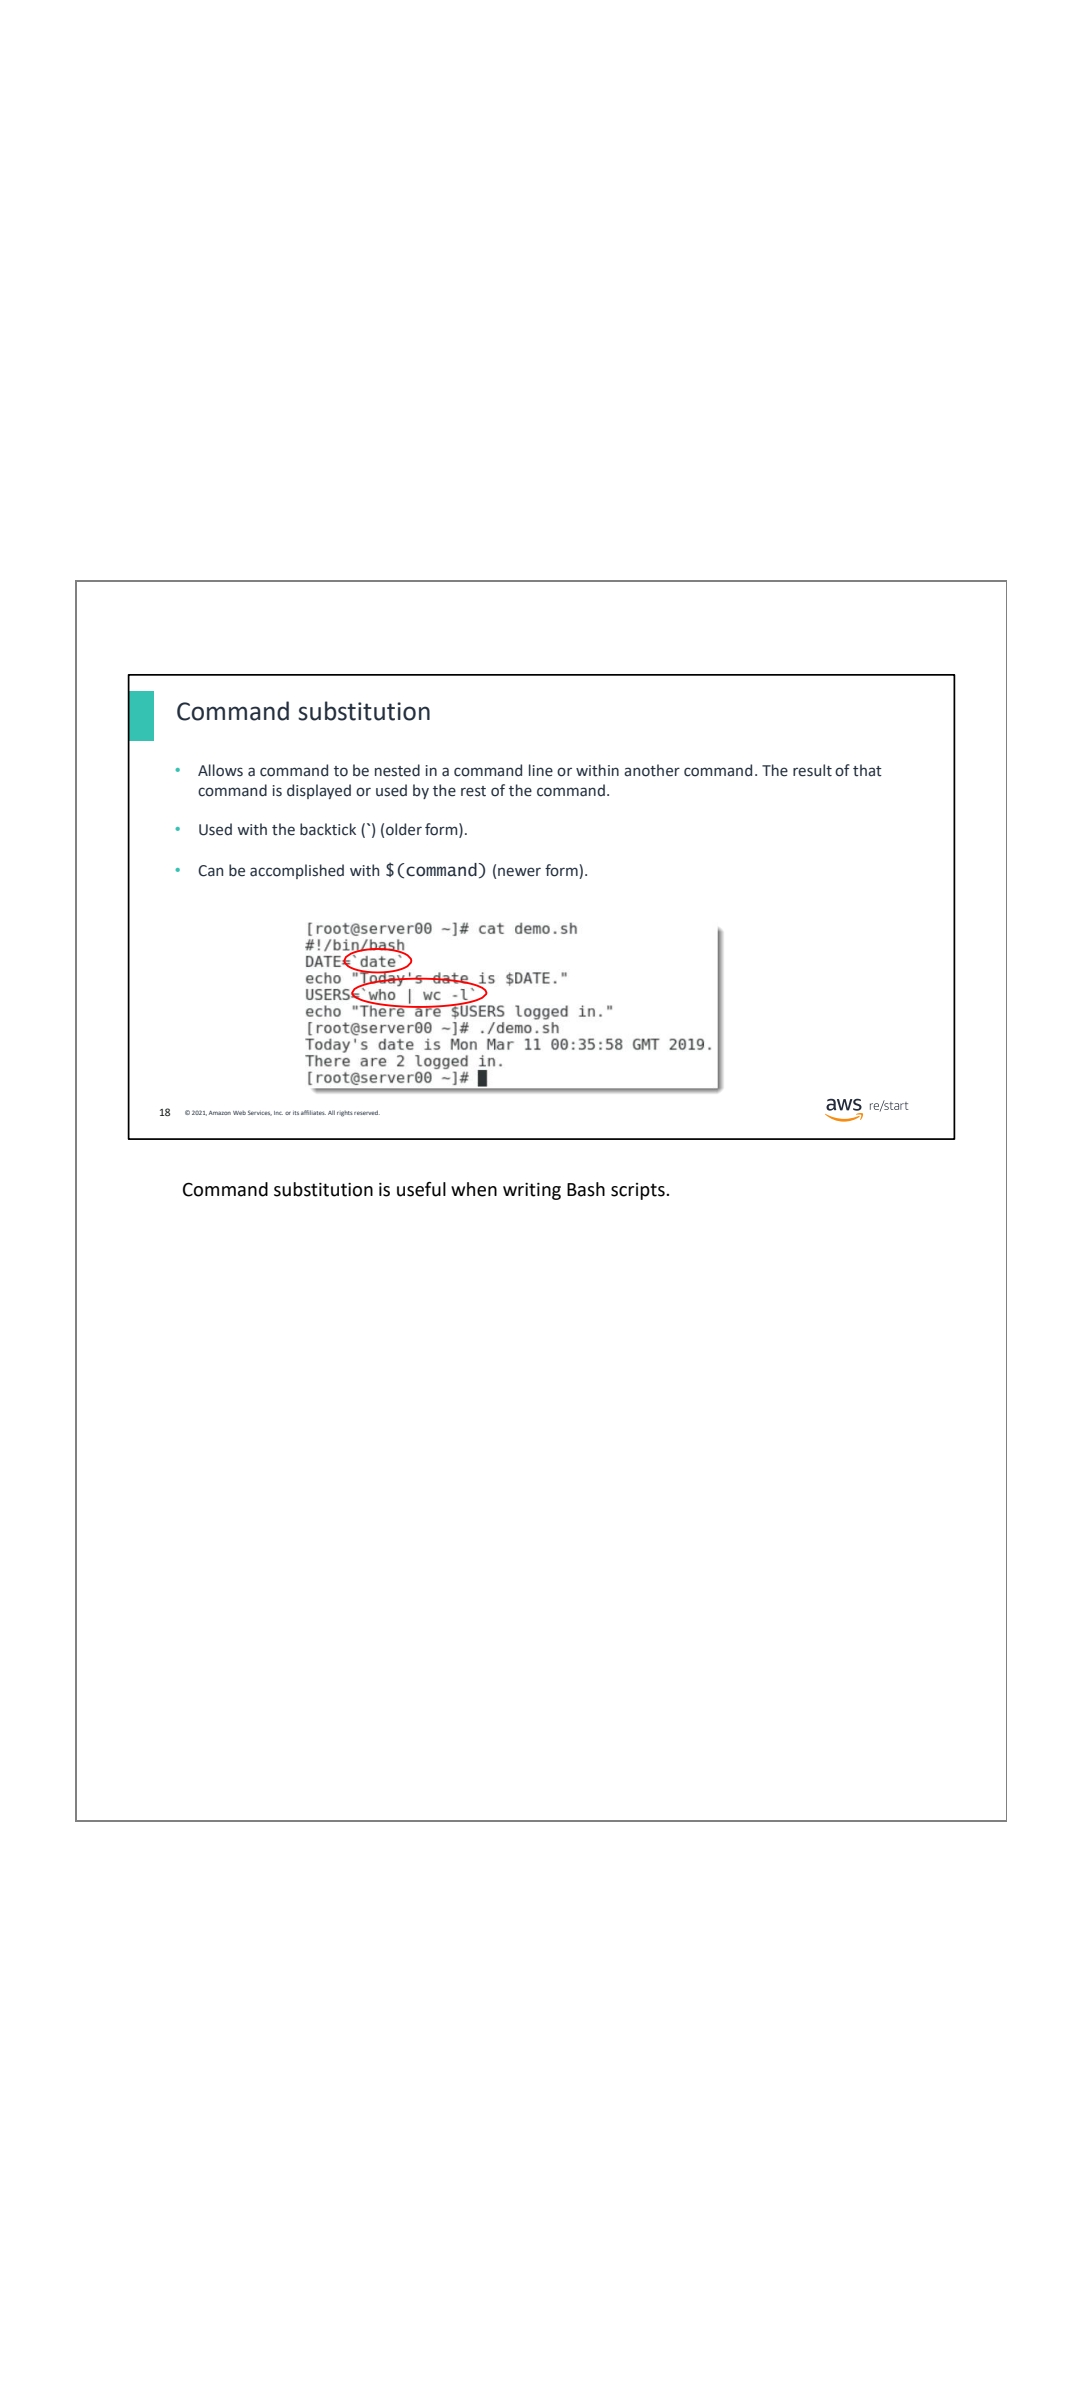 Command substitution
• Allows a command to be nested in a command line or within another command. The result of that
command is displayed or used by the rest of the command.
• Used with the backtick (`) (older form).
• Can be accomplished with $(command) (newer form).
[root@server00 ~]# cat demo.sh
#!/bin/bash
DATE=`date`
echo "Today's date is $DATE."
USERS=`who | wc -l`
echo "There are $USERS logged in."
[root@server00 ~]# ./demo.sh
Today's date is Mon Mar 11 00:35:58 GMT 2019.
There are 2 logged in.
[root@server00 ~]#
18 © 2021, Amazon Web Services, Inc. or its affiliates. All rights reserved.
aws re/start
Command substitution is useful when writing Bash scripts.